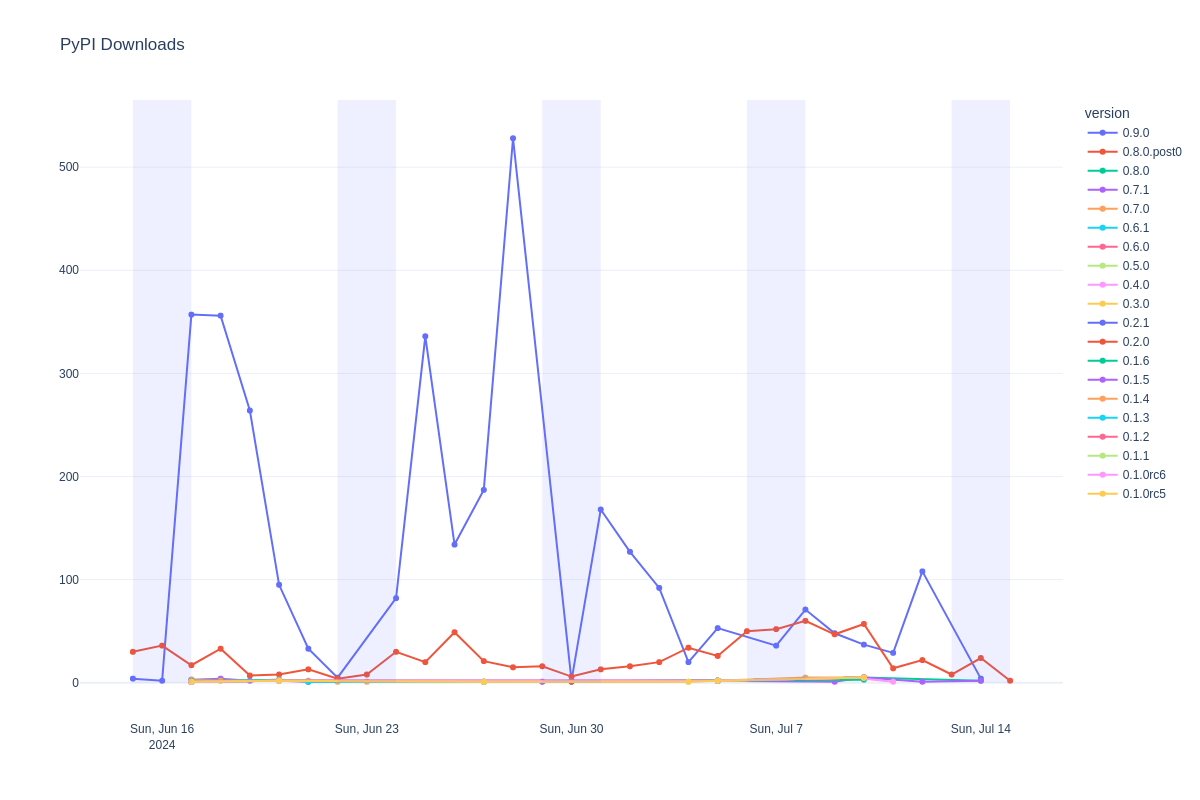 PyPI Downloads
500
400
300
200
100
0
Sun, Jun 16
2024
Sun, Jun 23
Sun, Jun 30
Sun, Jul 7
Sun, Jul 14
version
0.9.0
0.8.0.post0
0.8.0
0.7.1
0.7.0
0.6.1
0.6.0
0.5.0
0.4.0
0.3.0
0.2.1
0.2.0
0.1.6
0.1.5
0.1.4
0.1.3
0.1.2
0.1.1
0.1.0rc6
0.1.0rc5